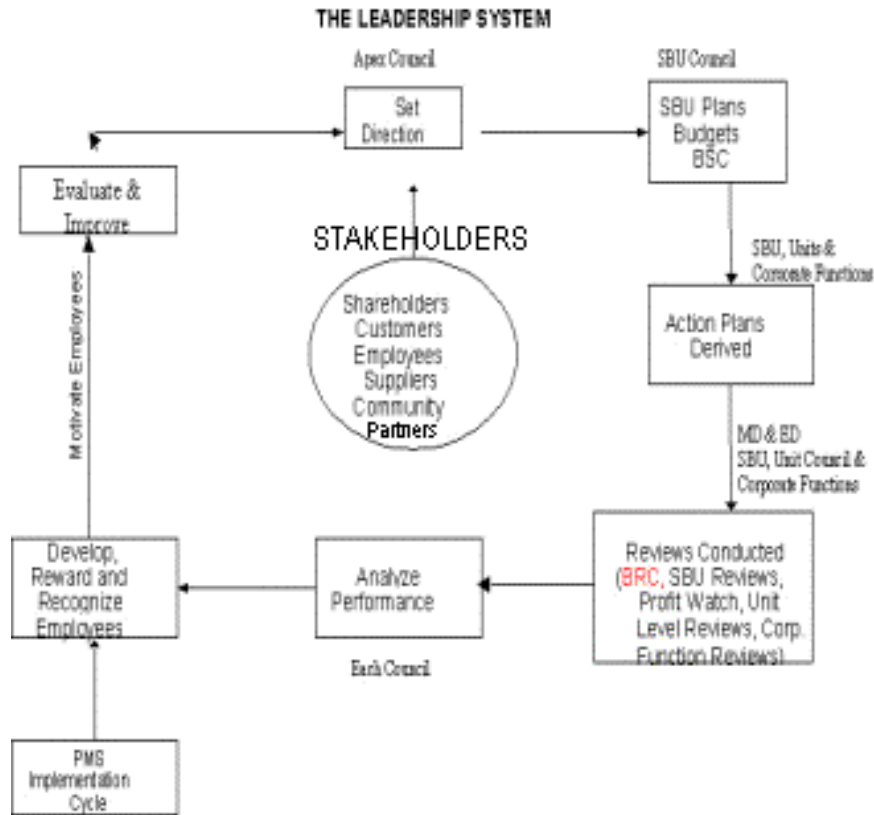 THE LEADERSHIP SYSTEM
Apex Council
SBU Council
Set
Direction
SBU Plans
Budgets
BSC
Evaluate &
Improve
STAKEHOLDERS
Shareholders
Customers
Employees
Suppliers
Community
Partners
SBU, Units &
Corporate Functions
Action Plans
Derived
Motivate Employees
MD & ED
SBU, Unit Council &
Corporate Functions
Develop,
Reward and
Recognize
Employees
Analyze
Performance
Reviews Conducted
(BRC, SBU Reviews,
Profit Watch, Unit
Level Reviews, Corp.
Function Reviews)
Each Council
PMS
Implementation
Cycle